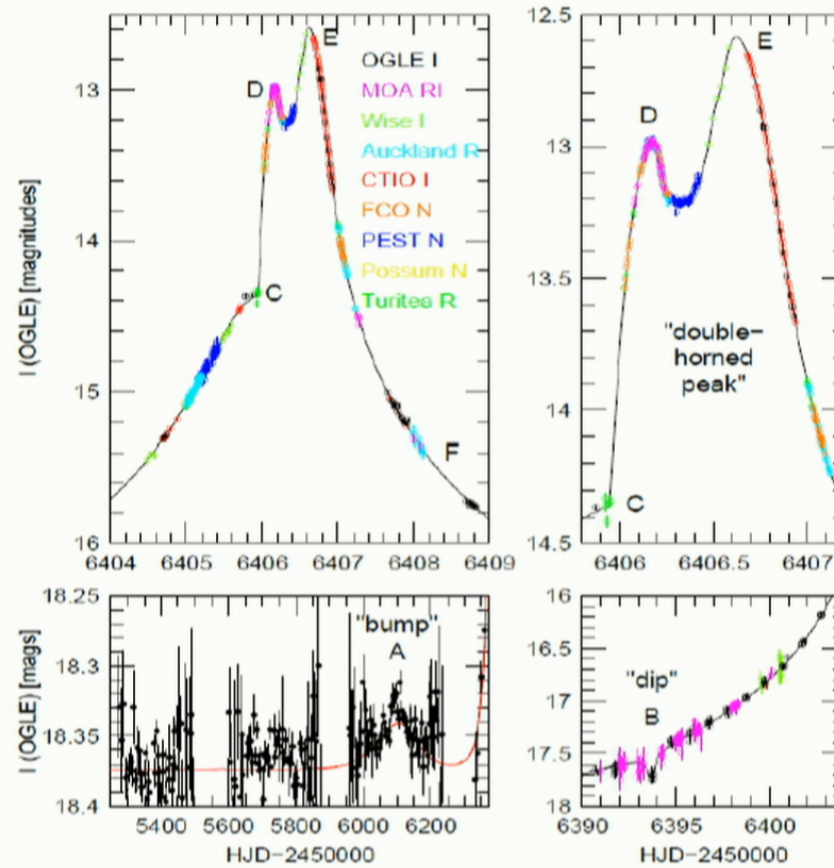 12.5
13
13.5
14
14.5
E
D
C
"double-
horned
peak"
6406
6406.5
6407
I (OGLE) [magnitudes]
13
14
15
16
D
E
C
F
OGLE I
MOA RI
Wise I
Auckland R
CTIO I
FCO N
PEST N
Possum N
Turitea R
6404
6405
6406
6407
6408
6409
I (OGLE) [mags]
18.25
18.3
18.35
18.4
"bump"
A
5400
5600
5800
6000
6200
HJD-2450000
16
16.5
17
17.5
18
"dip"
B
6390
6395
6400
HJD-2450000